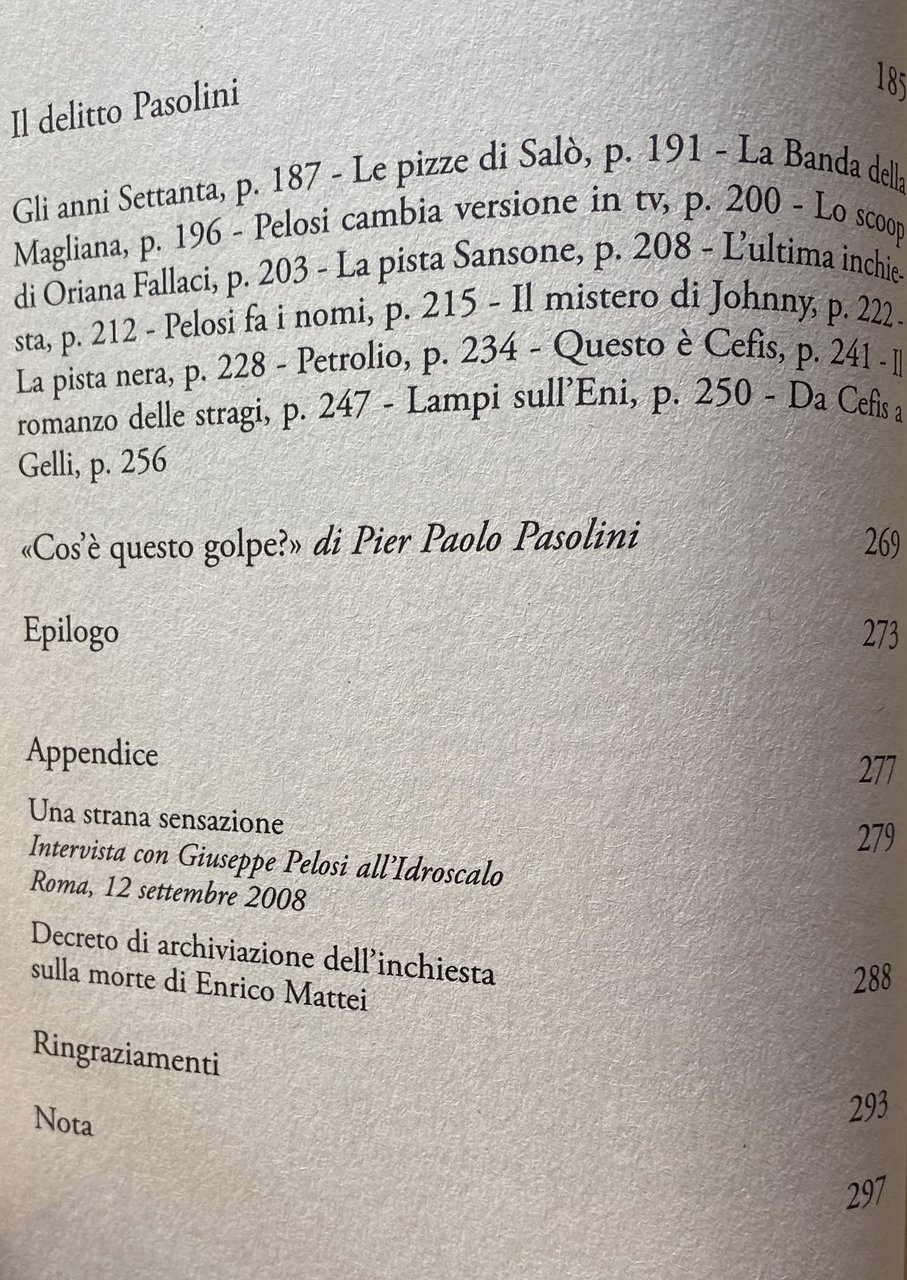 Il delitto Pasolini 185
Gli anni Settanta, p. 187 - Le pizze di Salò, p. 191 - La Banda della
Magliana, p. 196 - Pelosi cambia versione in tv, p. 200 - Lo scoop
di Oriana Fallaci, p. 203 - La pista Sansone, p. 208 - L'ultima inchie-
sta, p. 212 - Pelosi fa i nomi, p. 215 - Il mistero di Johnny, p. 222 -
La pista nera, p. 228 - Petrolio, p. 234 - Questo è Cefis, p. 241 - Il
romanzo delle stragi, p. 247 - Lampi sull'Eni, p. 250 - Da Cefis a
Gelli, p. 256
«Cos'è questo golpe?» di Pier Paolo Pasolini 269
Epilogo 273
Appendice 277
Una strana sensazione 279
Intervista con Giuseppe Pelosi all'Idroscalo
Roma, 12 settembre 2008
Decreto di archiviazione dell'inchiesta
sulla morte di Enrico Mattei 288
Ringraziamenti 293
Nota 297